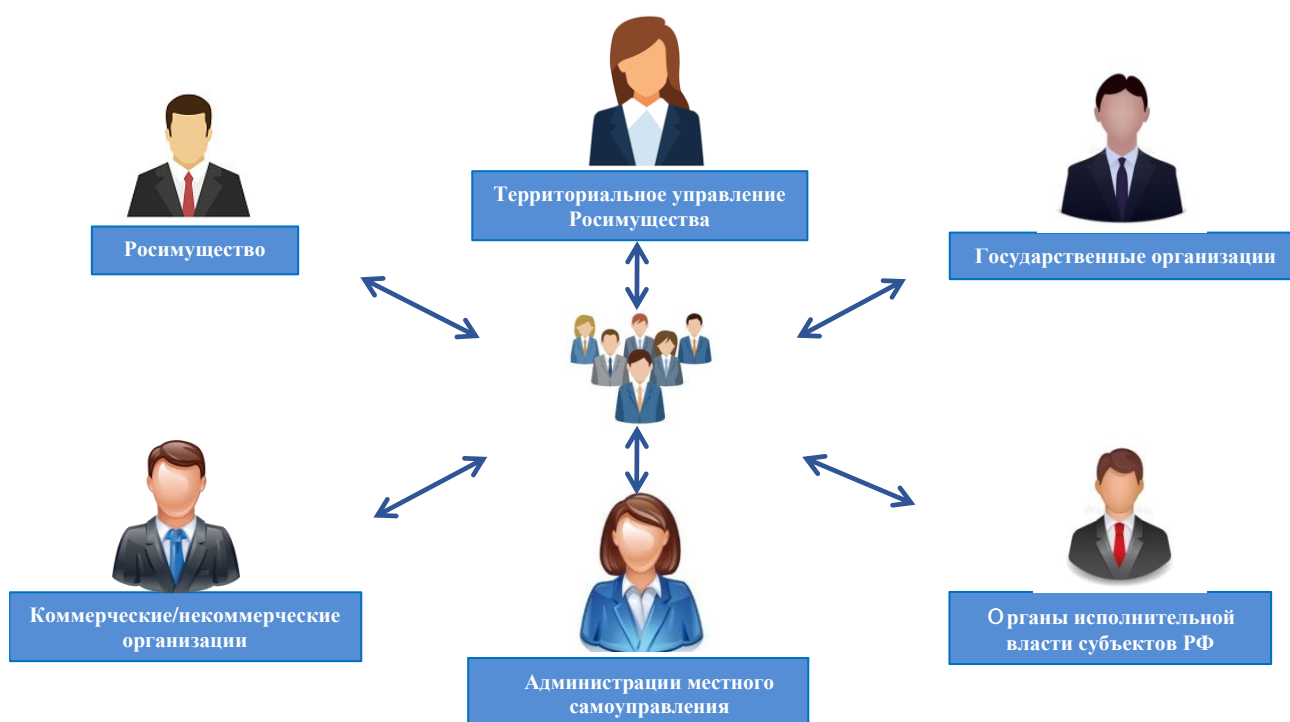 Территориальное управление
Росимущества
Росимущество
Государственные организации
Коммерческие/некоммерческие
организации
Органы исполнительной
власти субъектов РФ
Администрации местного
самоуправления